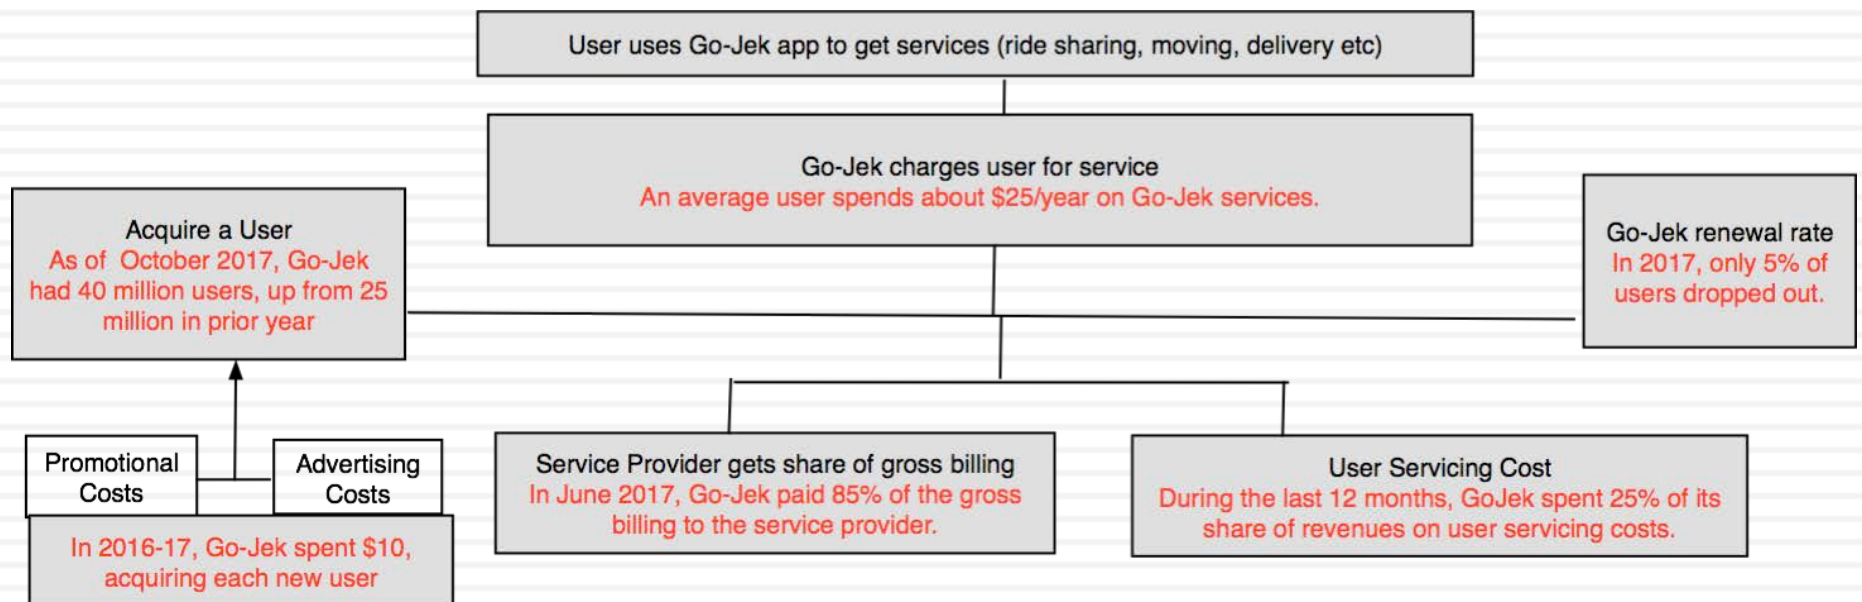 User uses Go-Jek app to get services (ride sharing, moving, delivery etc)
Go-Jek charges user for service
An average user spends about $25/year on Go-Jek services.
Acquire a User
As of October 2017, Go-Jek
had 40 million users, up from 25
million in prior year
Go-Jek renewal rate
In 2017, only 5% of
users dropped out.
Promotional
Costs
Advertising
Costs
In 2016-17, Go-Jek spent $10,
acquiring each new user
Service Provider gets share of gross billing
In June 2017, Go-Jek paid 85% of the gross
billing to the service provider.
User Servicing Cost
During the last 12 months, GoJek spent 25% of its
share of revenues on user servicing costs.